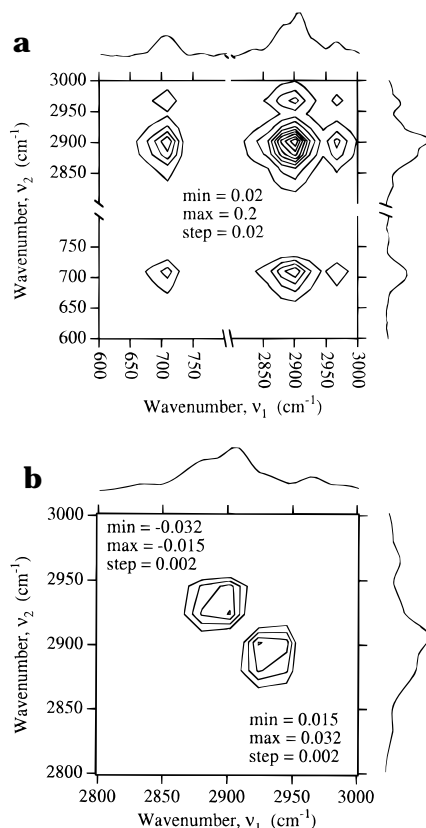 a
3000
2950
2900
2850
750
700
650
600
Wavenumber, ν2 (cm-1)
min = 0.02
max = 0.2
step = 0.02
600
650
700
750
2850
2900
2950
3000
Wavenumber, ν1 (cm-1)
b
3000
2950
2900
2850
2800
Wavenumber, ν2 (cm-1)
min = -0.032
max = -0.015
step = 0.002
min = 0.015
max = 0.032
step = 0.002
2800
2850
2900
2950
3000
Wavenumber, ν1 (cm-1)